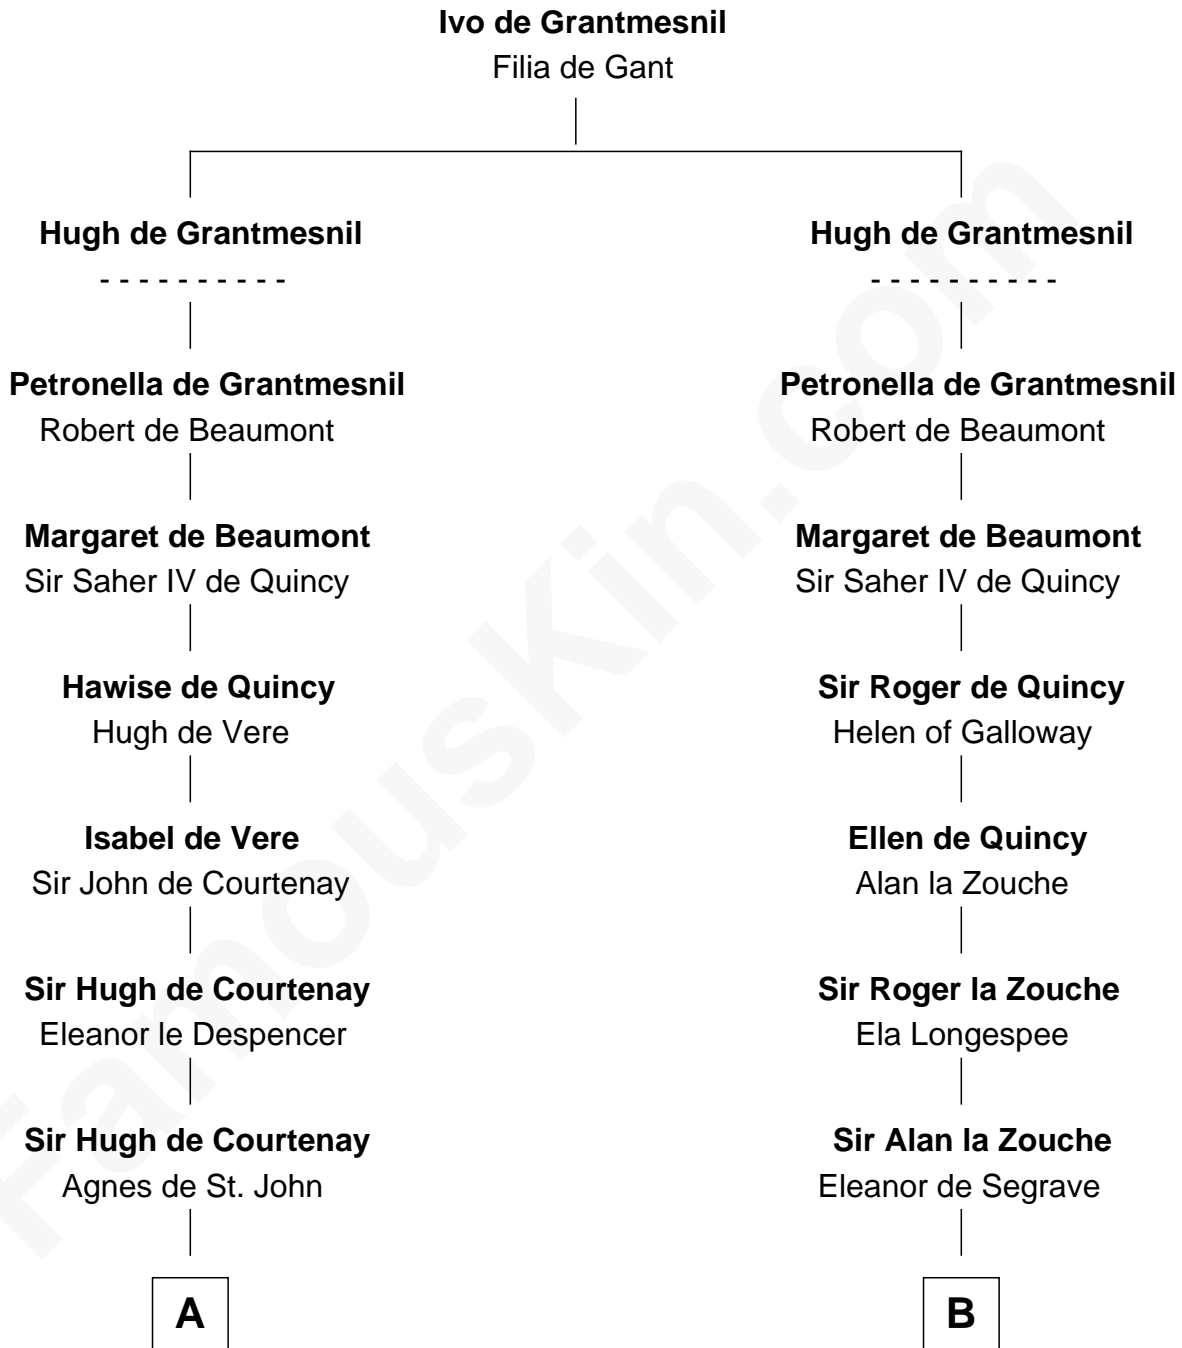 Ivo de Grantmesnil
Filia de Gant
Hugh de Grantmesnil
- - - - - - - - - -
Petronella de Grantmesnil
Robert de Beaumont
Margaret de Beaumont
Sir Saher IV de Quincy
Hawise de Quincy
Hugh de Vere
Isabel de Vere
Sir John de Courtenay
Sir Hugh de Courtenay
Eleanor le Despencer
Sir Hugh de Courtenay
Agnes de St. John
A
Hugh de Grantmesnil
- - - - - - - - - -
Petronella de Grantmesnil
Robert de Beaumont
Margaret de Beaumont
Sir Saher IV de Quincy
Sir Roger de Quincy
Helen of Galloway
Ellen de Quincy
Alan la Zouche
Sir Roger la Zouche
Ela Longespee
Sir Alan la Zouche
Eleanor de Segrave
B
FamousKin.com